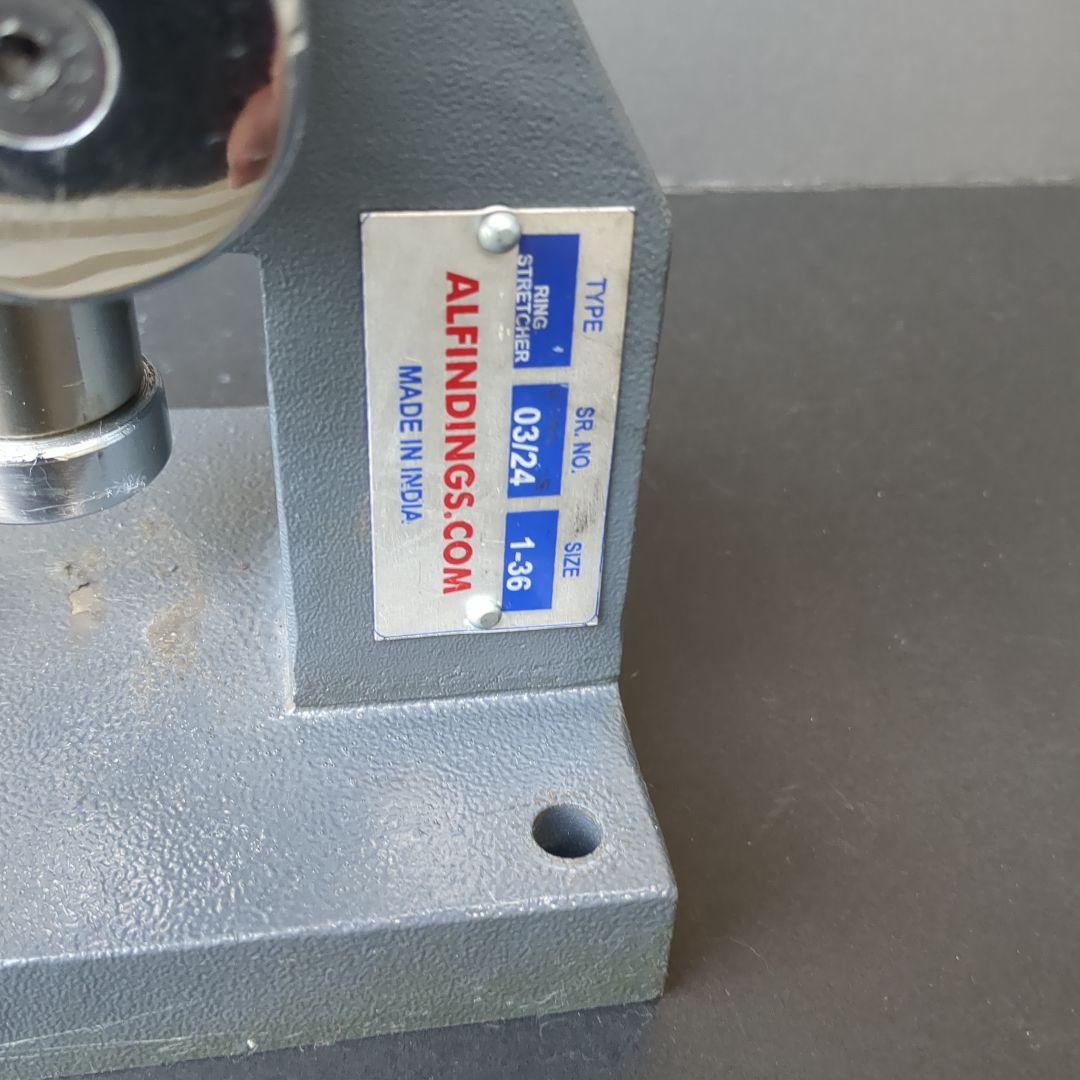 TYPE
RING
STRETCHER
SR. NO.
03/24
SIZE
1-36
ALFINDINGS.COM
MADE IN INDIA